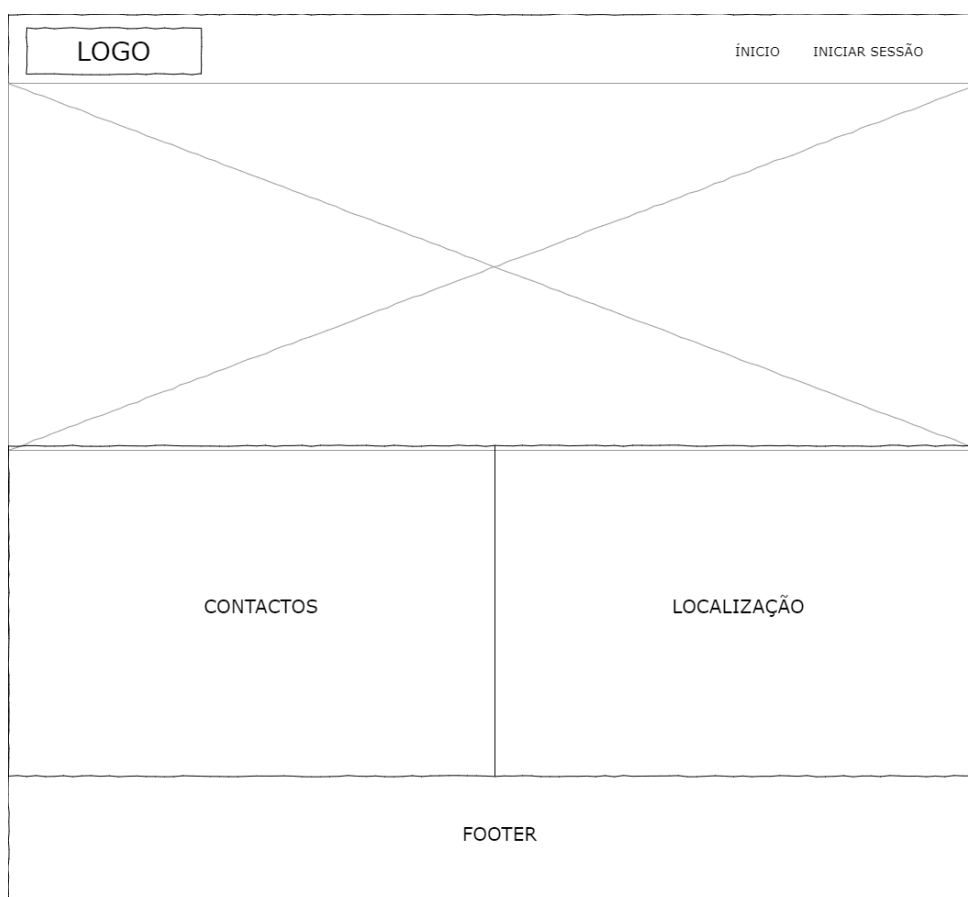 LOGO
ÍNICIO INICIAR SESSÃO
CONTACTOS
LOCALIZAÇÃO
FOOTER